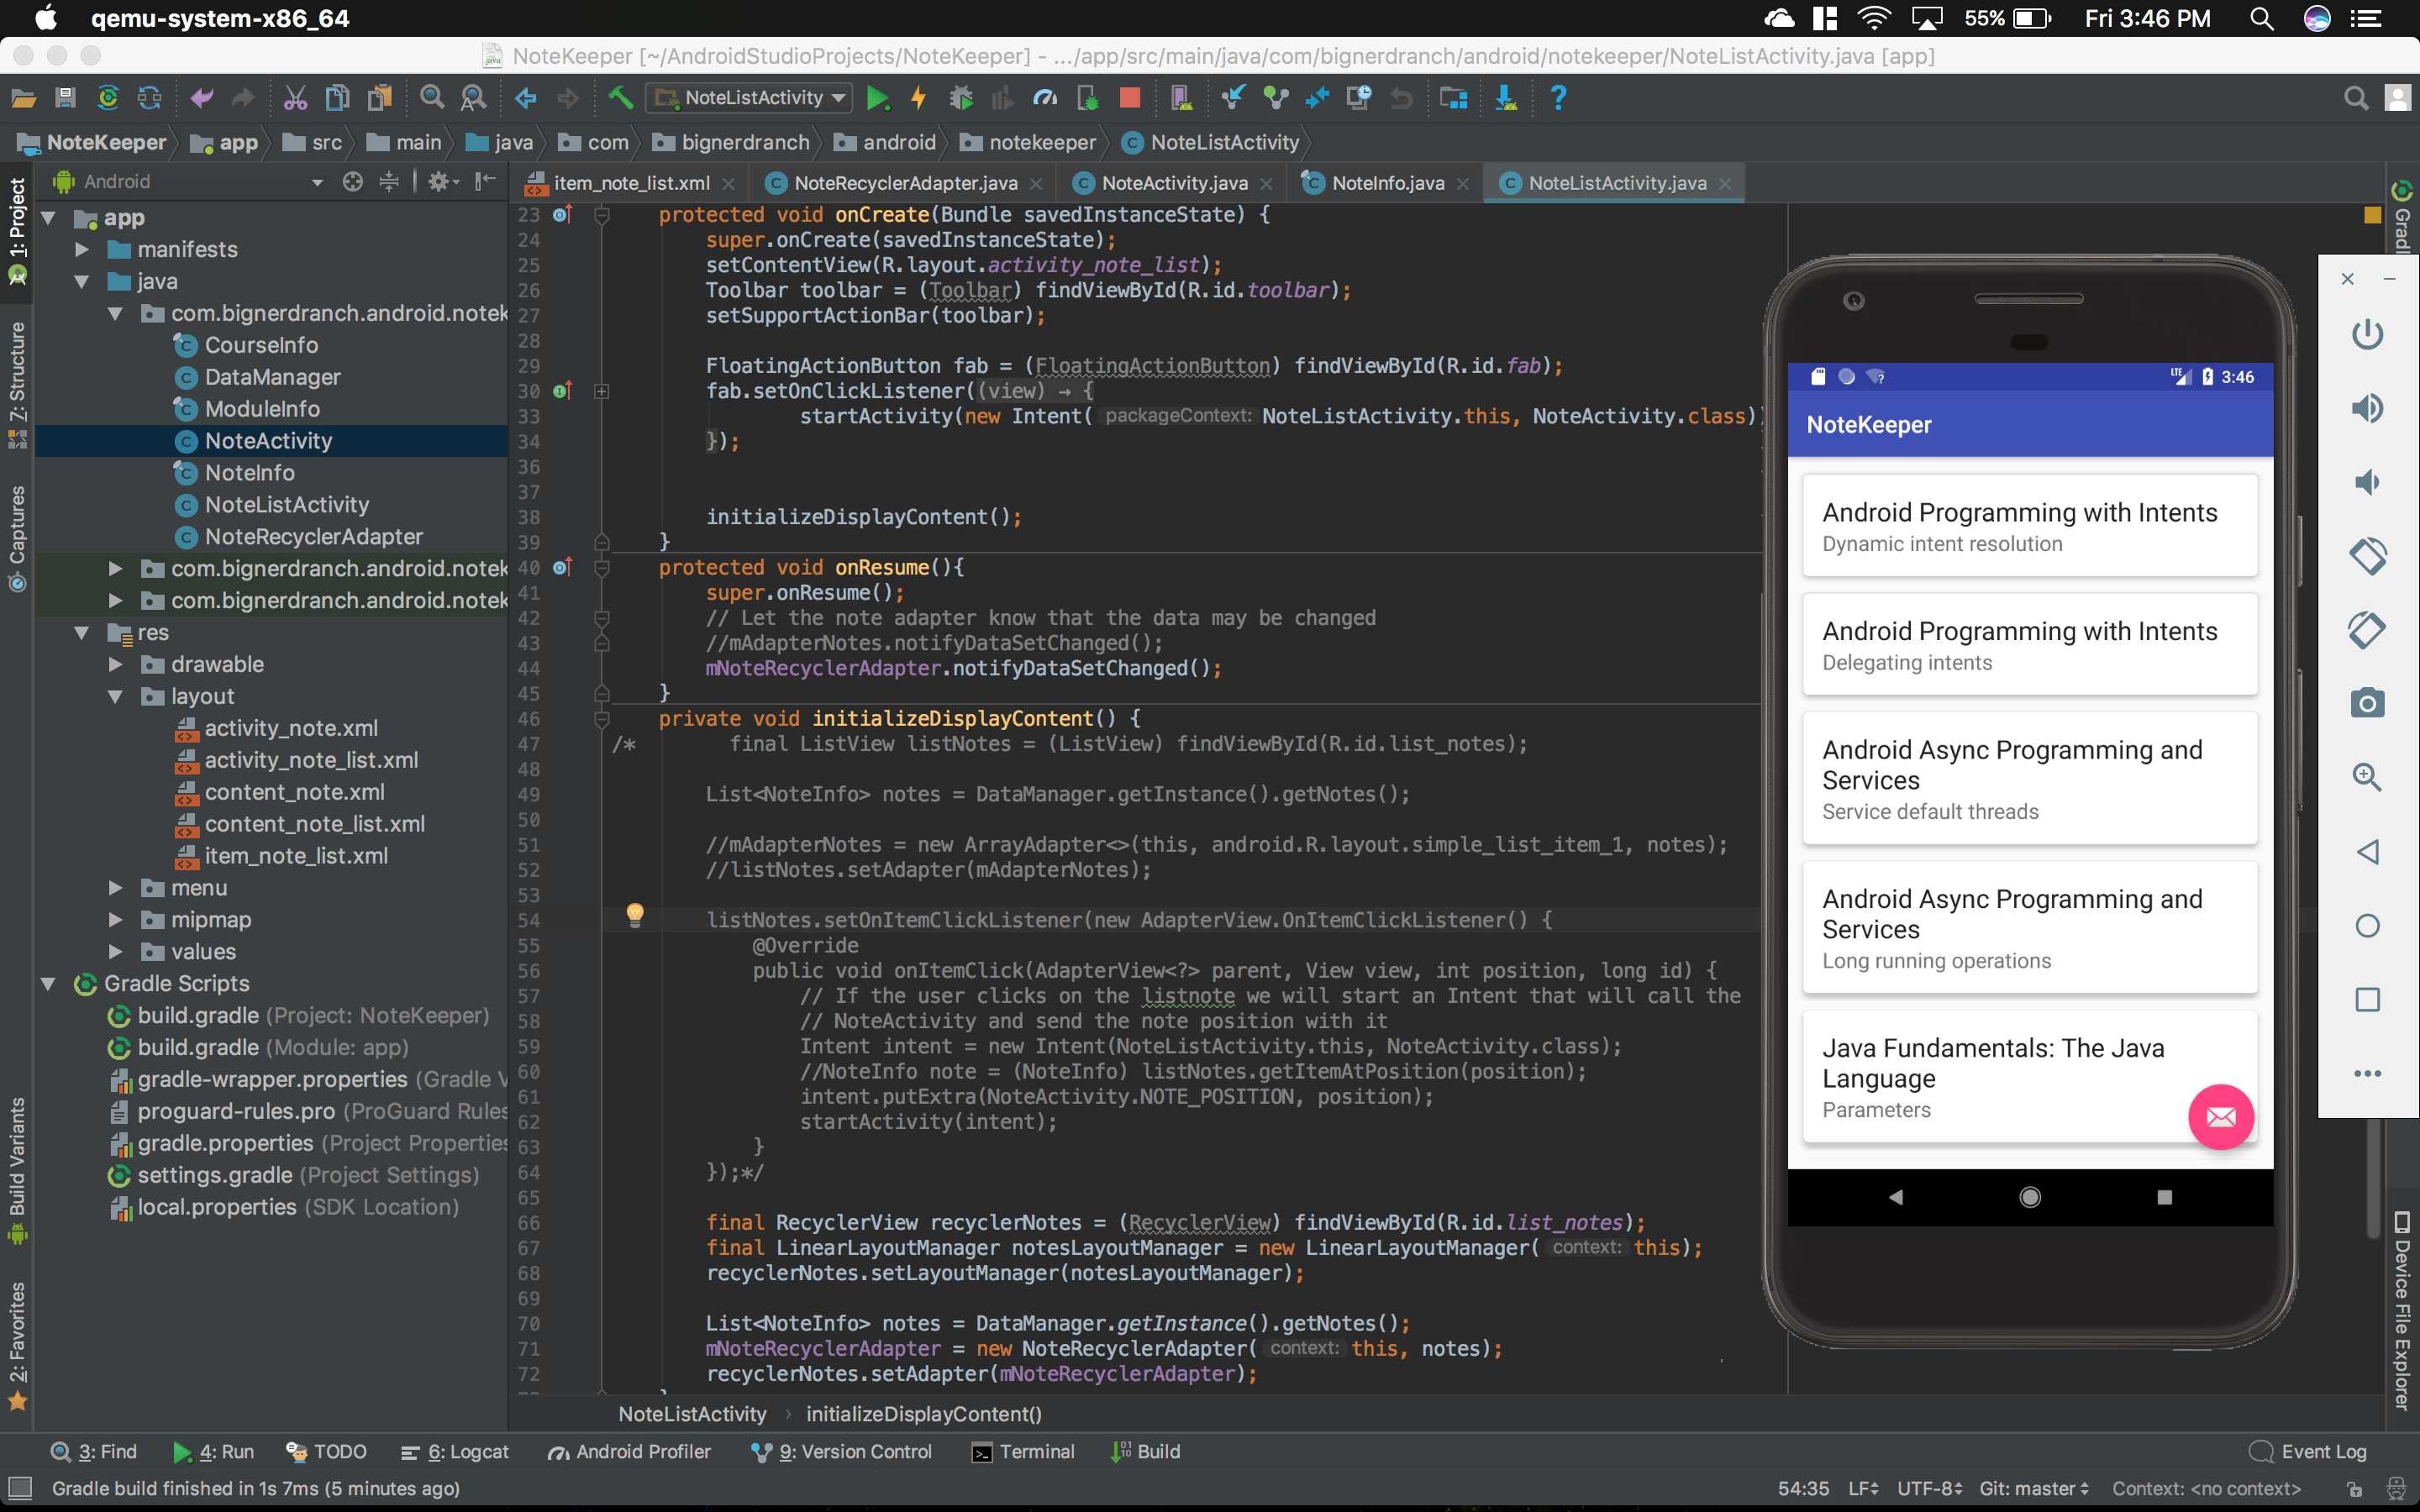 qemu-system-x86_64
55%
Fri 3:46 PM
NoteKeeper [~/AndroidStudioProjects/NoteKeeper] - .../app/src/main/java/com/bignerdranch/android/notekeeper/NoteListActivity.java [app]
NoteListActivity
NoteKeeper app src main java com bignerdranch android notekeeper NoteListActivity
Android
item_note_list.xml NoteRecyclerAdapter.java NoteActivity.java NoteInfo.java NoteListActivity.java
1: Project
7: Structure
Captures
Build Variants
2: Favorites
app
manifests
java
com.bignerdranch.android.notek
CourseInfo
DataManager
ModuleInfo
NoteActivity
NoteInfo
NoteListActivity
NoteRecyclerAdapter
com.bignerdranch.android.notek
com.bignerdranch.android.notek
res
drawable
layout
activity_note.xml
activity_note_list.xml
content_note.xml
content_note_list.xml
item_note_list.xml
menu
mipmap
values
Gradle Scripts
build.gradle (Project: NoteKeeper)
build.gradle (Module: app)
gradle-wrapper.properties (Gradle V
proguard-rules.pro (ProGuard Rules
gradle.properties (Project Properties
settings.gradle (Project Settings)
local.properties (SDK Location)
23 protected void onCreate(Bundle savedInstanceState) {
24 super.onCreate(savedInstanceState);
25 setContentView(R.layout.activity_note_list);
26 Toolbar toolbar = (Toolbar) findViewById(R.id.toolbar);
27 setSupportActionBar(toolbar);
28
29 FloatingActionButton fab = (FloatingActionButton) findViewById(R.id.fab);
30 fab.setOnClickListener((view) → {
33 startActivity(new Intent( packageContext: NoteListActivity.this, NoteActivity.class))
34 });
36
37
38 initializeDisplayContent();
39 }
40 protected void onResume(){
41 super.onResume();
42 // Let the note adapter know that the data may be changed
43 //mAdapterNotes.notifyDataSetChanged();
44 mNoteRecyclerAdapter.notifyDataSetChanged();
45 }
46 private void initializeDisplayContent() {
47 /* final ListView listNotes = (ListView) findViewById(R.id.list_notes);
48
49 List<NoteInfo> notes = DataManager.getInstance().getNotes();
50
51 //mAdapterNotes = new ArrayAdapter<>(this, android.R.layout.simple_list_item_1, notes);
52 //listNotes.setAdapter(mAdapterNotes);
53
54 listNotes.setOnItemClickListener(new AdapterView.OnItemClickListener() {
55 @Override
56 public void onItemClick(AdapterView<?> parent, View view, int position, long id) {
57 // If the user clicks on the listnote we will start an Intent that will call the
58 // NoteActivity and send the note position with it
59 Intent intent = new Intent(NoteListActivity.this, NoteActivity.class);
60 //NoteInfo note = (NoteInfo) listNotes.getItemAtPosition(position);
61 intent.putExtra(NoteActivity.NOTE_POSITION, position);
62 startActivity(intent);
63 }
64 });*/
65
66 final RecyclerView recyclerNotes = (RecyclerView) findViewById(R.id.list_notes);
67 final LinearLayoutManager notesLayoutManager = new LinearLayoutManager( context: this);
68 recyclerNotes.setLayoutManager(notesLayoutManager);
69
70 List<NoteInfo> notes = DataManager.getInstance().getNotes();
71 mNoteRecyclerAdapter = new NoteRecyclerAdapter( context: this, notes);
72 recyclerNotes.setAdapter(mNoteRecyclerAdapter);
LTE 3:46
NoteKeeper
Android Programming with Intents
Dynamic intent resolution
Android Programming with Intents
Delegating intents
Android Async Programming and
Services
Service default threads
Android Async Programming and
Services
Long running operations
Java Fundamentals: The Java
Language
Parameters
Device File Explorer
NoteListActivity › initializeDisplayContent()
3: Find 4: Run TODO 6: Logcat Android Profiler 9: Version Control Terminal Build Event Log
Gradle build finished in 1s 7ms (5 minutes ago)
54:35 LF UTF-8 Git: master Context: <no context>